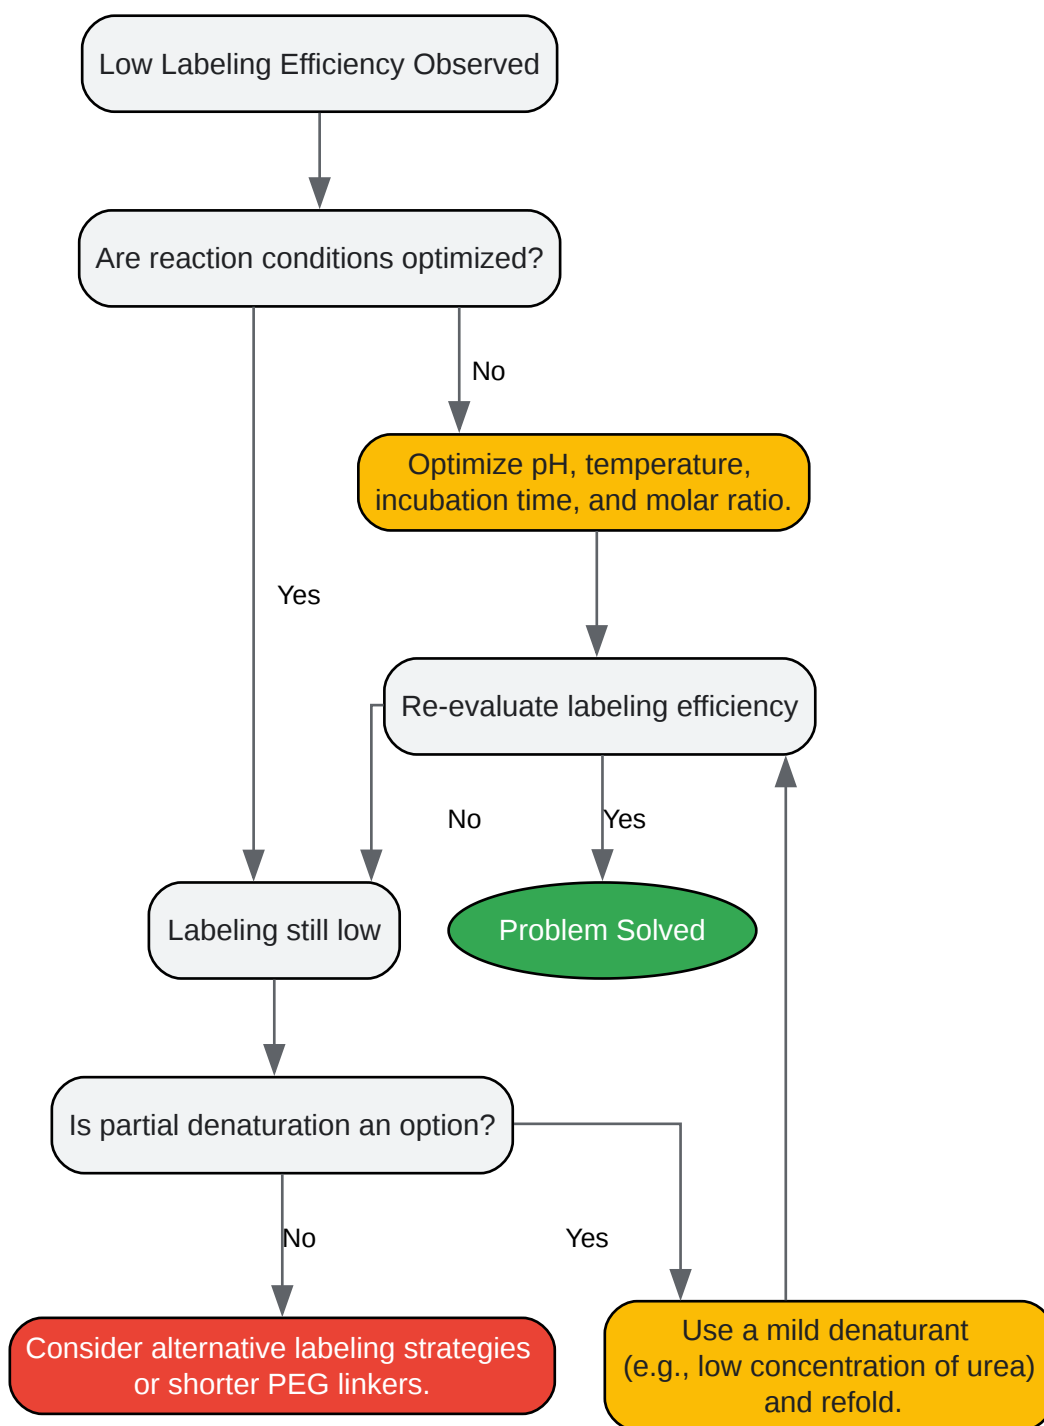 Low Labeling Efficiency Observed
Are reaction conditions optimized?
No
Optimize pH, temperature,
incubation time, and molar ratio.
Yes
Re-evaluate labeling efficiency
No
Yes
Labeling still low
Problem Solved
Is partial denaturation an option?
No
Yes
Consider alternative labeling strategies
or shorter PEG linkers.
Use a mild denaturant
(e.g., low concentration of urea)
and refold.